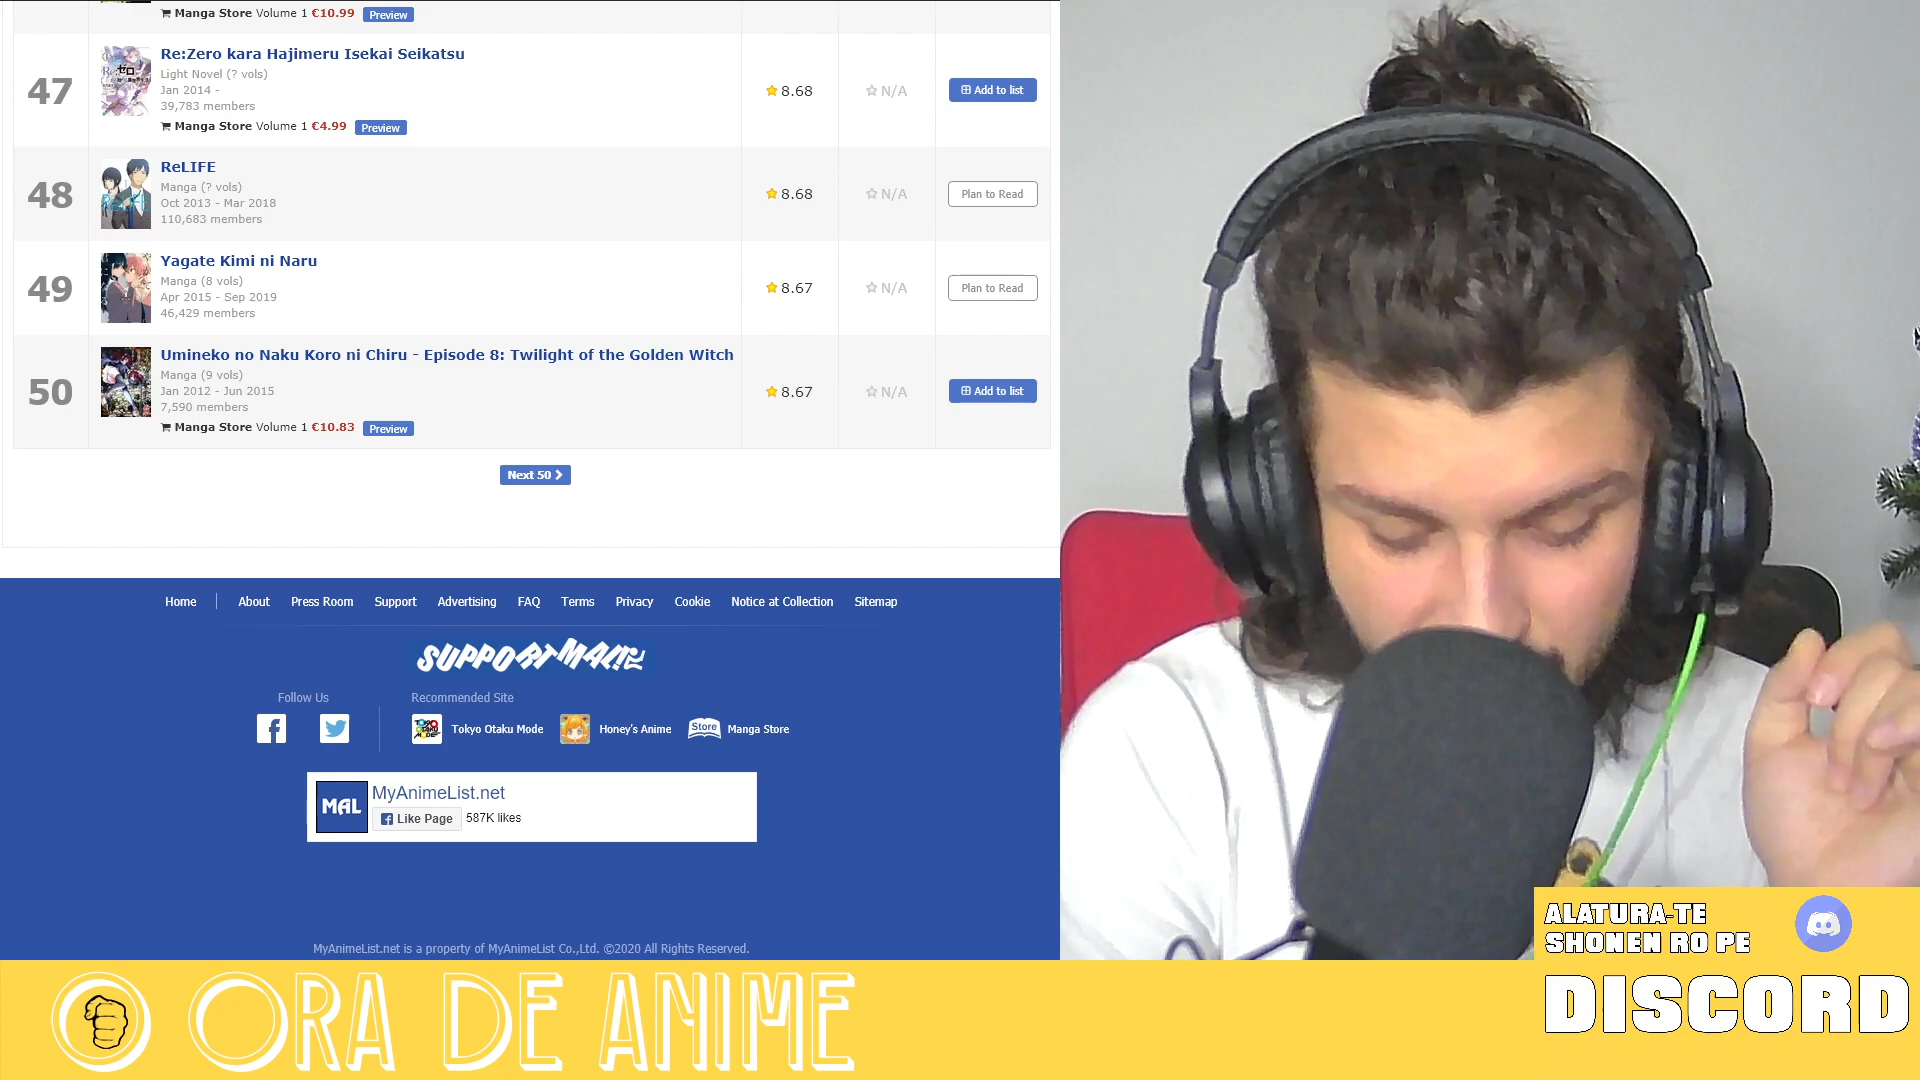 Manga Store Volume 1 €10.99 Preview
47
Re:Zero kara Hajimeru Isekai Seikatsu
Light Novel (? vols)
Jan 2014 -
39,783 members
Manga Store Volume 1 €4.99 Preview
8.68
N/A
Add to list
48
ReLIFE
Manga (? vols)
Oct 2013 - Mar 2018
110,683 members
8.68
N/A
Plan to Read
49
Yagate Kimi ni Naru
Manga (8 vols)
Apr 2015 - Sep 2019
46,429 members
8.67
N/A
Plan to Read
50
Umineko no Naku Koro ni Chiru - Episode 8: Twilight of the Golden Witch
Manga (9 vols)
Jan 2012 - Jun 2015
7,590 members
Manga Store Volume 1 €10.83 Preview
8.67
N/A
Add to list
Next 50
Home About Press Room Support Advertising FAQ Terms Privacy Cookie Notice at Collection Sitemap
Follow Us
Recommended Site
Tokyo Otaku Mode
Honey's Anime
Store
Manga Store
MAL
MyAnimeList.net
Like Page 587K likes
MyAnimeList.net is a property of MyAnimeList Co.,Ltd. ©2020 All Rights Reserved.
O ORA DE ANIME
ALATURA-TE
SHONEN RO PE
DISCORD